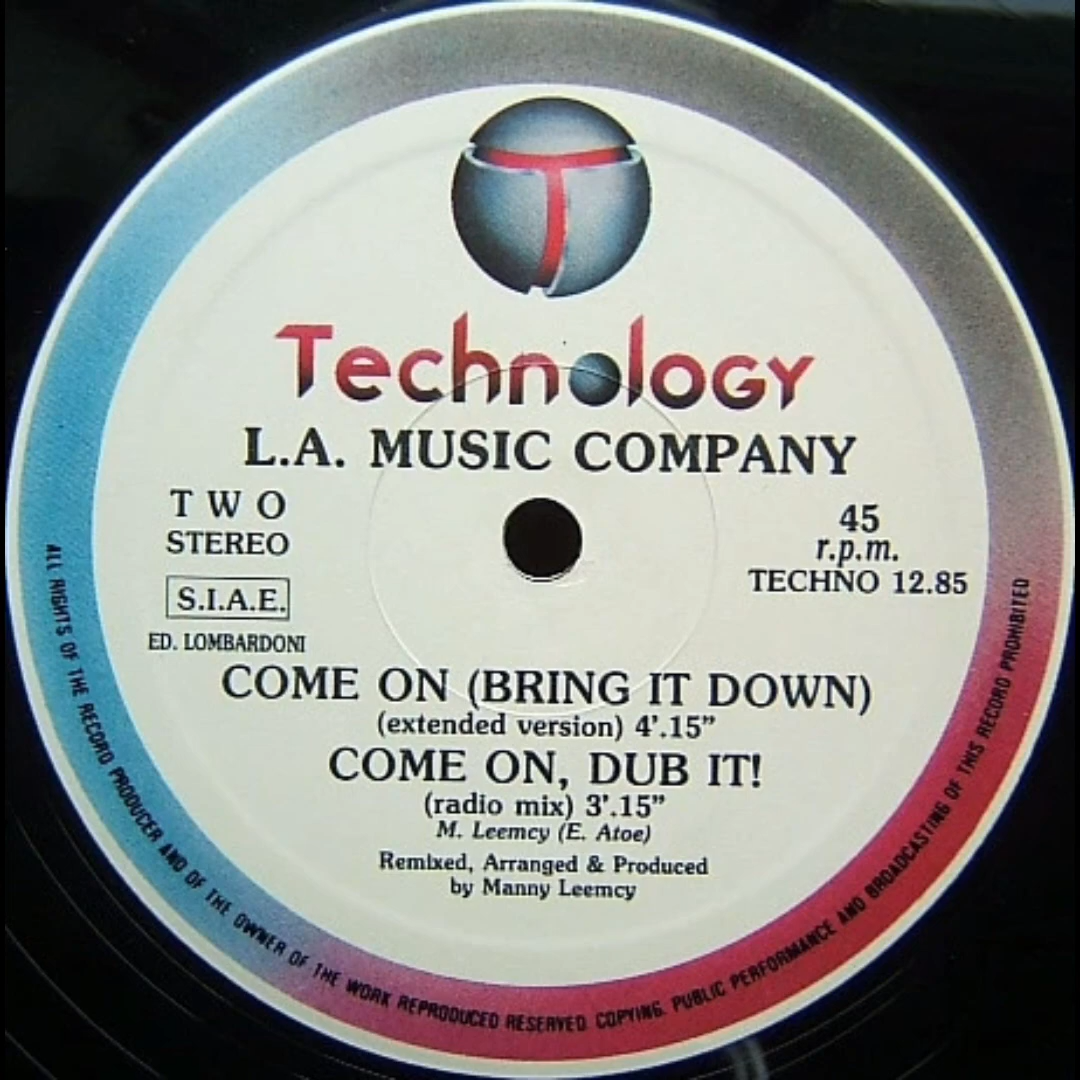 T
Technology
L.A. MUSIC COMPANY
TWO
STEREO
S.I.A.E.
ED. LOMBARDONI
45
r.p.m.
TECHNO 12.85
COME ON (BRING IT DOWN)
(extended version) 4'.15"
COME ON, DUB IT!
(radio mix) 3'.15"
M. Leemcy (E. Atoe)
Remixed, Arranged & Produced
by Manny Leemcy
ALL RIGHTS OF THE RECORD PRODUCER AND OF THE OWNER OF THE WORK REPRODUCED RESERVED. COPYING, PUBLIC PERFORMANCE AND BROADCASTING OF THIS RECORD PROHIBITED